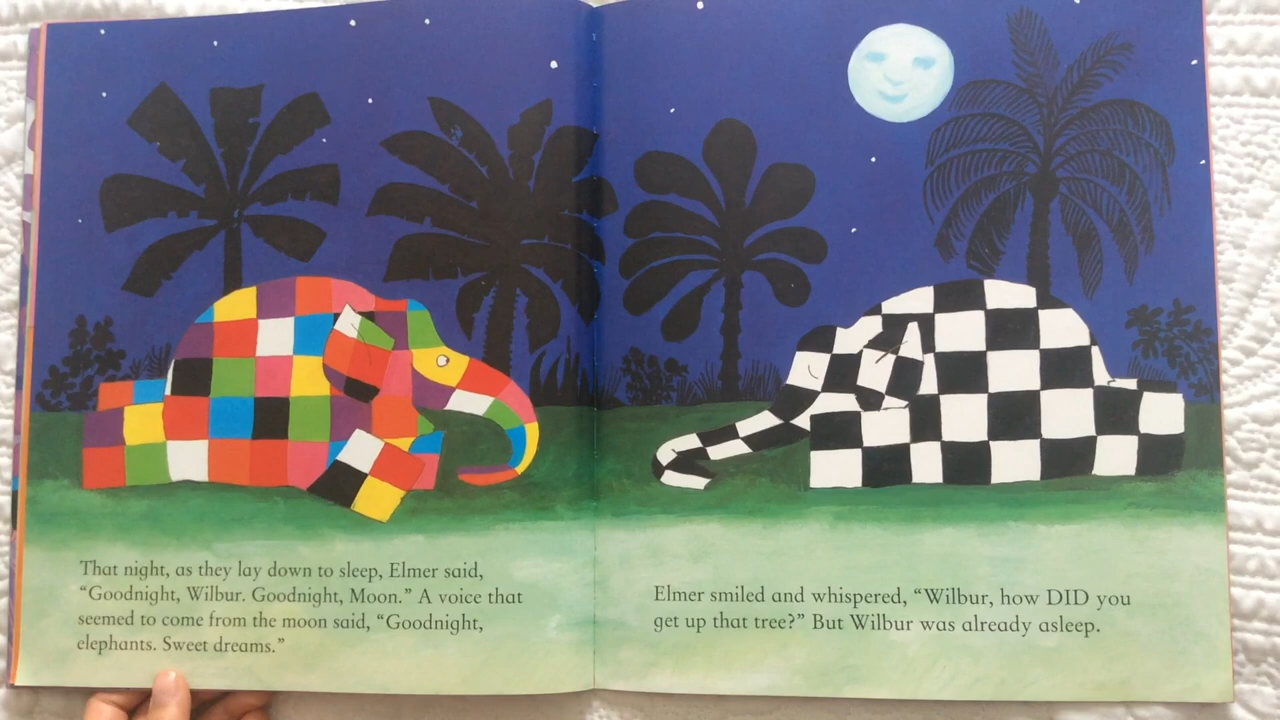 That night, as they lay down to sleep, Elmer said,
“Goodnight, Wilbur. Goodnight, Moon.” A voice that
seemed to come from the moon said, “Goodnight,
elephants. Sweet dreams.”
Elmer smiled and whispered, “Wilbur, how DID you
get up that tree?” But Wilbur was already asleep.